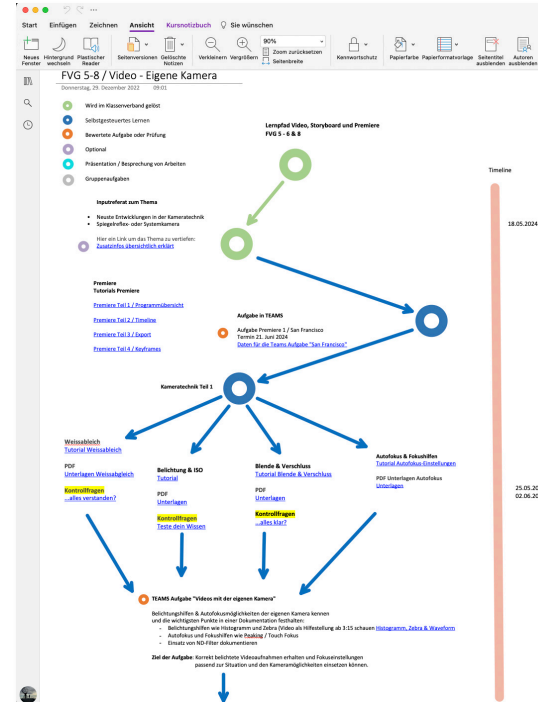 Start Einfügen Zeichnen Ansicht Kursnotizbuch Sie wünschen
90%
Zoom zurücksetzen
Seitenbreite
Neues Fenster
Hintergrund wechseln
Plastischer Reader
Seitenversionen
Gelöschte Notizen
Verkleinern
Vergrößern
Kennwortschutz
Papierfarbe
Papierformatvorlage
Seitentitel ausblenden
Autoren ausblenden
FVG 5-8 / Video - Eigene Kamera
Donnerstag, 29. Dezember 2022 09:01
Wird im Klassenverband gelöst
Selbstgesteuertes Lernen
Bewertete Aufgabe oder Prüfung
Optional
Präsentation / Besprechung von Arbeiten
Gruppenaufgaben
Lernpfad Video, Storyboard und Premiere
FVG 5 - 6 & 8
Timeline
18.05.2024
Inputreferat zum Thema
• Neuste Entwicklungen in der Kameratechnik
• Spiegelreflex- oder Systemkamera
Hier ein Link um das Thema zu vertiefen:
Zusatzinfos übersichtlich erklärt
Premiere
Tutorials Premiere
Premiere Teil 1 / Programmübersicht
Premiere Teil 2 / Timeline
Premiere Teil 3 / Export
Premiere Teil 4 / Keyframes
Aufgabe in TEAMS
Aufgabe Premiere 1 / San Francisco
Termin 21. Juni 2024
Daten für die Teams Aufgabe "San Francisco"
Kameratechnik Teil 1
Weissableich
Tutorial Weissableich
PDF
Unterlagen Weissabgleich
Kontrollfragen
...alles verstanden?
Belichtung & ISO
Tutorial
PDF
Unterlagen
Kontrollfragen
Teste dein Wissen
Blende & Verschluss
Tutorial Blende & Verschluss
PDF
Unterlagen
Kontrollfragen
...alles klar?
Autofokus & Fokushilfen
Tutorial Autofokus-Einstellungen
PDF Unterlagen Autofokus
Unterlagen
25.05.20
02.06.20
TEAMS Aufgabe "Videos mit der eigenen Kamera"
Belichtungshilfen & Autofokusmöglichkeiten der eigenen Kamera kennen
und die wichtigsten Punkte in einer Dokumentation festhalten:
- Belichtungshilfen wie Histogramm und Zebra (Video als Hilfestellung ab 3:15 schauen Histogramm, Zebra & Waveform
- Autofokus und Fokushilfen wie Peaking / Touch Fokus
- Einsatz von ND-Filter dokumentieren
Ziel der Aufgabe: Korrekt belichtete Videoaufnahmen erhalten und Fokuseinstellungen
passend zur Situation und den Kameramöglichkeiten einsetzen können.